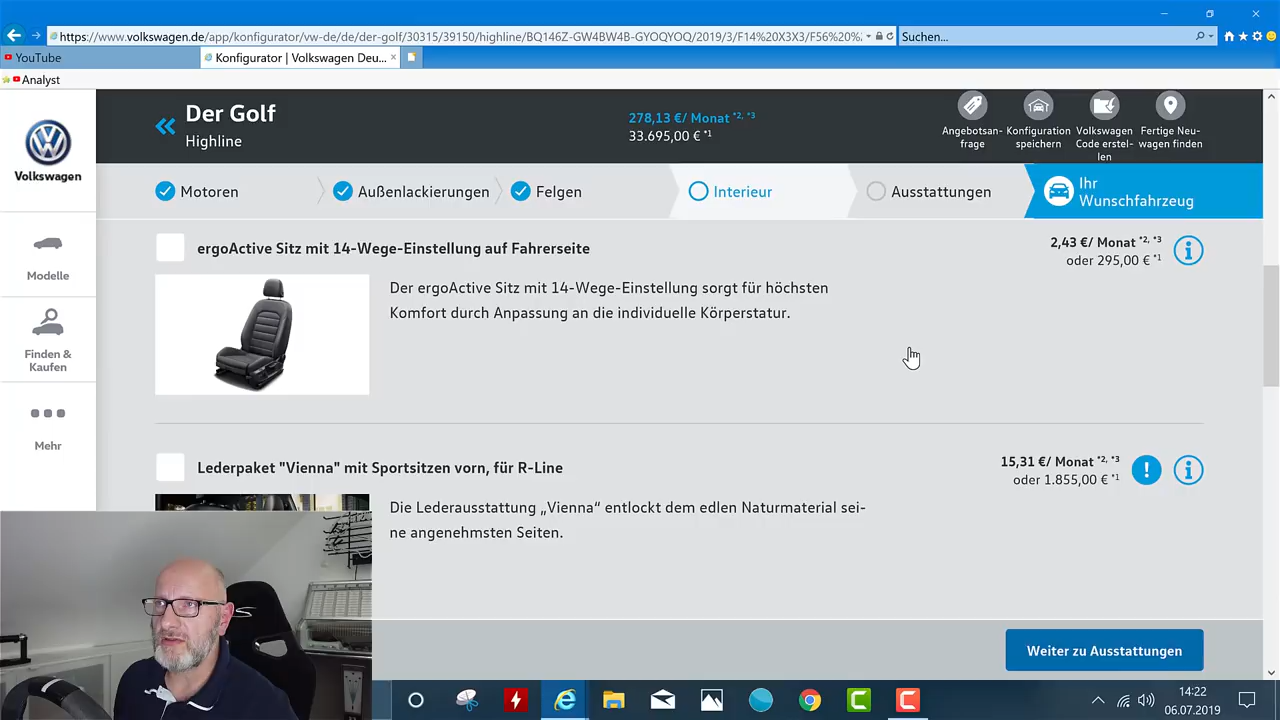 https://www.volkswagen.de/app/konfigurator/vw-de/de/der-golf/30315/39150/highline/BQ146Z-GW4BW4B-GYOQYOQ/2019/3/F14%20X3X3/F56%20%
Suchen...
YouTube
Konfigurator | Volkswagen Deu...
Analyst
Volkswagen
Modelle
Finden &
Kaufen
Mehr
Der Golf
Highline
278,13 €/ Monat *2, *3
33.695,00 € *1
Angebotsan-
frage
Konfiguration
speichern
Volkswagen
Code erstel-
len
Fertige Neu-
wagen finden
Motoren
Außenlackierungen
Felgen
Interieur
Ausstattungen
Ihr
Wunschfahrzeug
ergoActive Sitz mit 14-Wege-Einstellung auf Fahrerseite
2,43 €/ Monat *2, *3
oder 295,00 € *1
Der ergoActive Sitz mit 14-Wege-Einstellung sorgt für höchsten
Komfort durch Anpassung an die individuelle Körperstatur.
Lederpaket "Vienna" mit Sportsitzen vorn, für R-Line
15,31 €/ Monat *2, *3
oder 1.855,00 € *1
Die Lederausstattung „Vienna“ entlockt dem edlen Naturmaterial sei-
ne angenehmsten Seiten.
Weiter zu Ausstattungen
14:22
06.07.2019